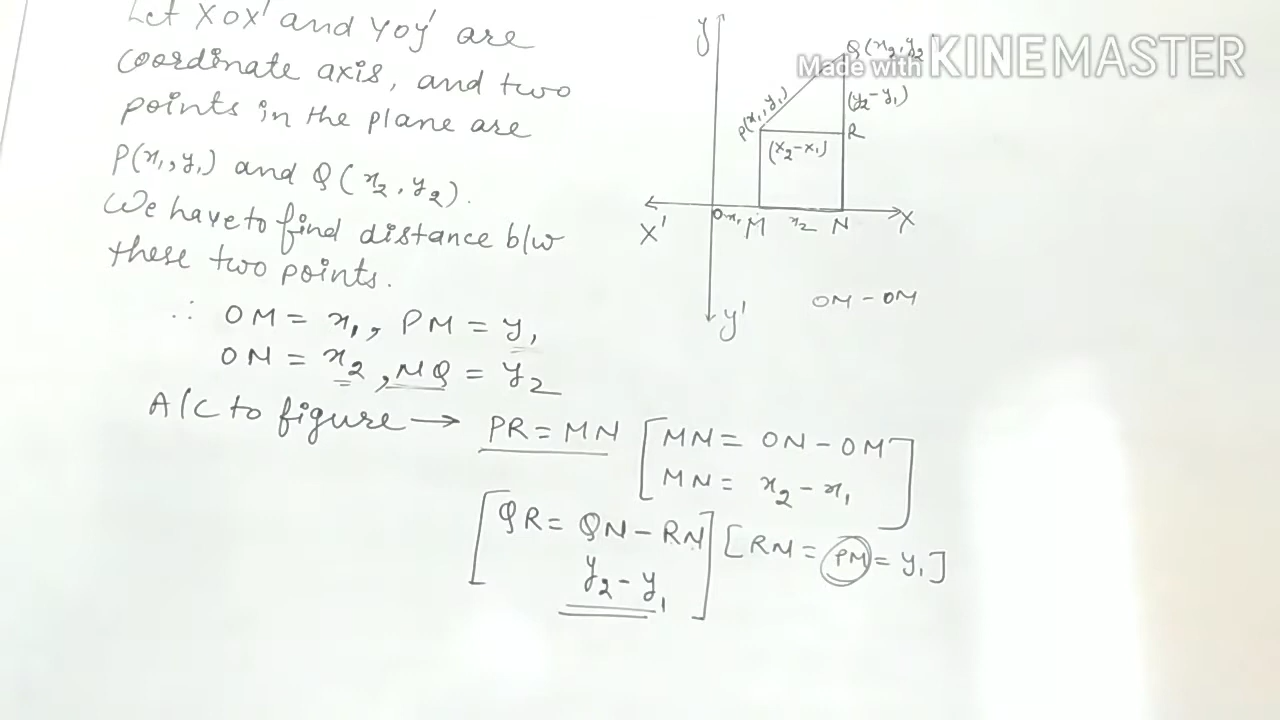 Let XOX' and YOY' are
coordinate axis, and two
points in the plane are
P(x₁, y₁) and Q(x₂, y₂).
We have to find distance b/w
these two points.
∴ OM = x₁, PM = y₁
ON = x₂, NQ = y₂
A/C to figure → PR = MN [MN = ON - OM
MN = x₂ - x₁]
[QR = QN - RN] [RN = PM = y₁]
y₂ - y₁
y
Q(x₂, y₂
Made with KINEMASTER
P(x₁, y₁)
(y₂ - y₁)
R
(x₂ - x₁)
X' O x₁ M x₂ N X
y'
OM - OM